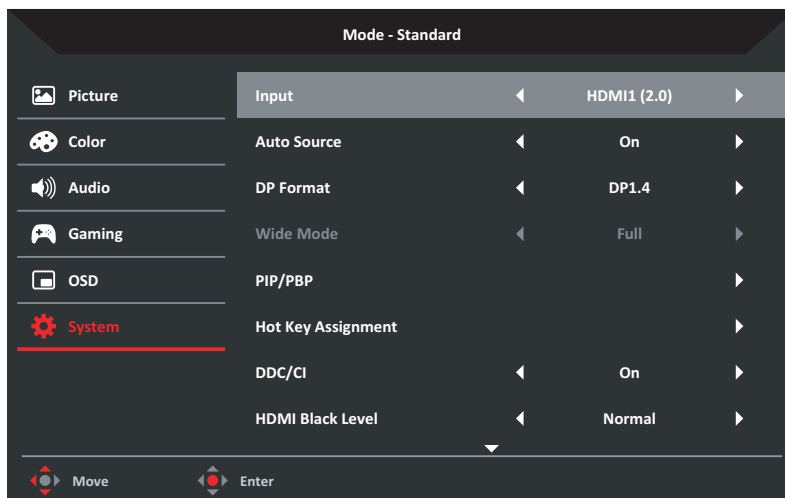 Mode - Standard
Picture
Color
Audio
Gaming
OSD
System
Input HDMI1 (2.0)
Auto Source On
DP Format DP1.4
Wide Mode Full
PIP/PBP
Hot Key Assignment
DDC/CI On
HDMI Black Level Normal
Move Enter